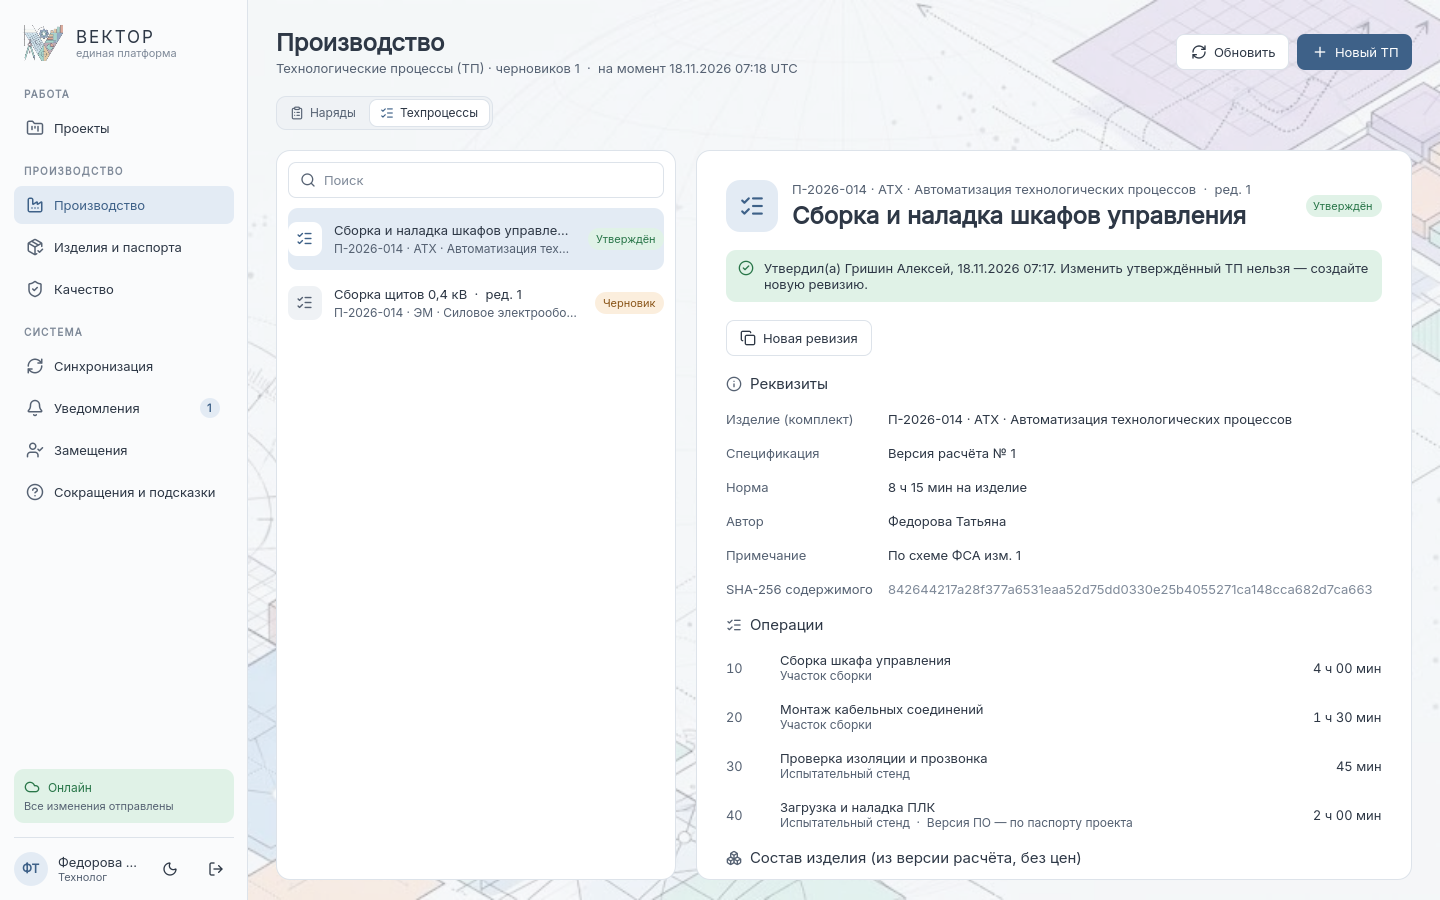 ВЕКТОР
единая платформа
РАБОТА
Проекты
ПРОИЗВОДСТВО
Производство
Изделия и паспорта
Качество
СИСТЕМА
Синхронизация
Уведомления 1
Замещения
Сокращения и подсказки
Онлайн
Все изменения отправлены
ФТ
Федорова ...
Технолог
Производство
Технологические процессы (ТП) · черновиков 1 · на момент 18.11.2026 07:18 UTC
Обновить
Новый ТП
Наряды
Техпроцессы
Поиск
Сборка и наладка шкафов управле...
П-2026-014 · АТХ · Автоматизация тех...
Утверждён
Сборка щитов 0,4 кВ · ред. 1
П-2026-014 · ЭМ · Силовое электрообо...
Черновик
П-2026-014 · АТХ · Автоматизация технологических процессов · ред. 1
Сборка и наладка шкафов управления
Утверждён
Утвердил(а) Гришин Алексей, 18.11.2026 07:17. Изменить утверждённый ТП нельзя — создайте
новую ревизию.
Новая ревизия
Реквизиты
Изделие (комплект) П-2026-014 · АТХ · Автоматизация технологических процессов
Спецификация Версия расчёта № 1
Норма 8 ч 15 мин на изделие
Автор Федорова Татьяна
Примечание По схеме ФСА изм. 1
SHA-256 содержимого 842644217a28f377a6531eaa52d75dd0330e25b4055271ca148cca682d7ca663
Операции
10 Сборка шкафа управления 4 ч 00 мин
Участок сборки
20 Монтаж кабельных соединений 1 ч 30 мин
Участок сборки
30 Проверка изоляции и прозвонка 45 мин
Испытательный стенд
40 Загрузка и наладка ПЛК 2 ч 00 мин
Испытательный стенд · Версия ПО — по паспорту проекта
Состав изделия (из версии расчёта, без цен)